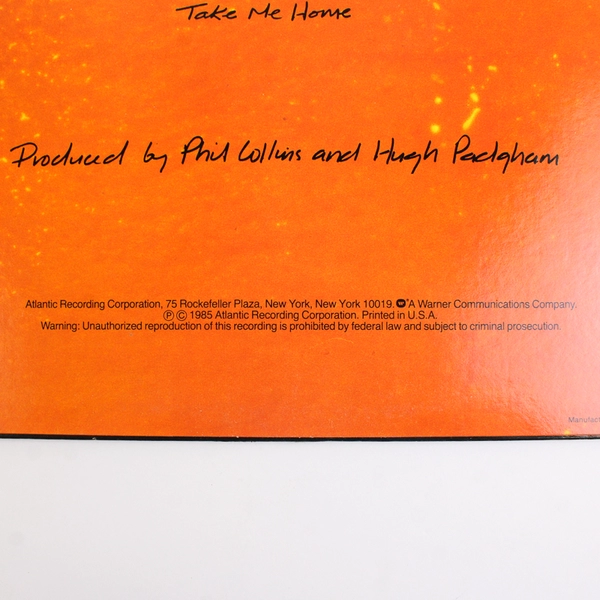 Take Me Home
Produced by Phil Collins and Hugh Padgham
Atlantic Recording Corporation, 75 Rockefeller Plaza, New York, New York 10019. A Warner Communications Company.
Ⓟ © 1985 Atlantic Recording Corporation. Printed in U.S.A.
Warning: Unauthorized reproduction of this recording is prohibited by federal law and subject to criminal prosecution.